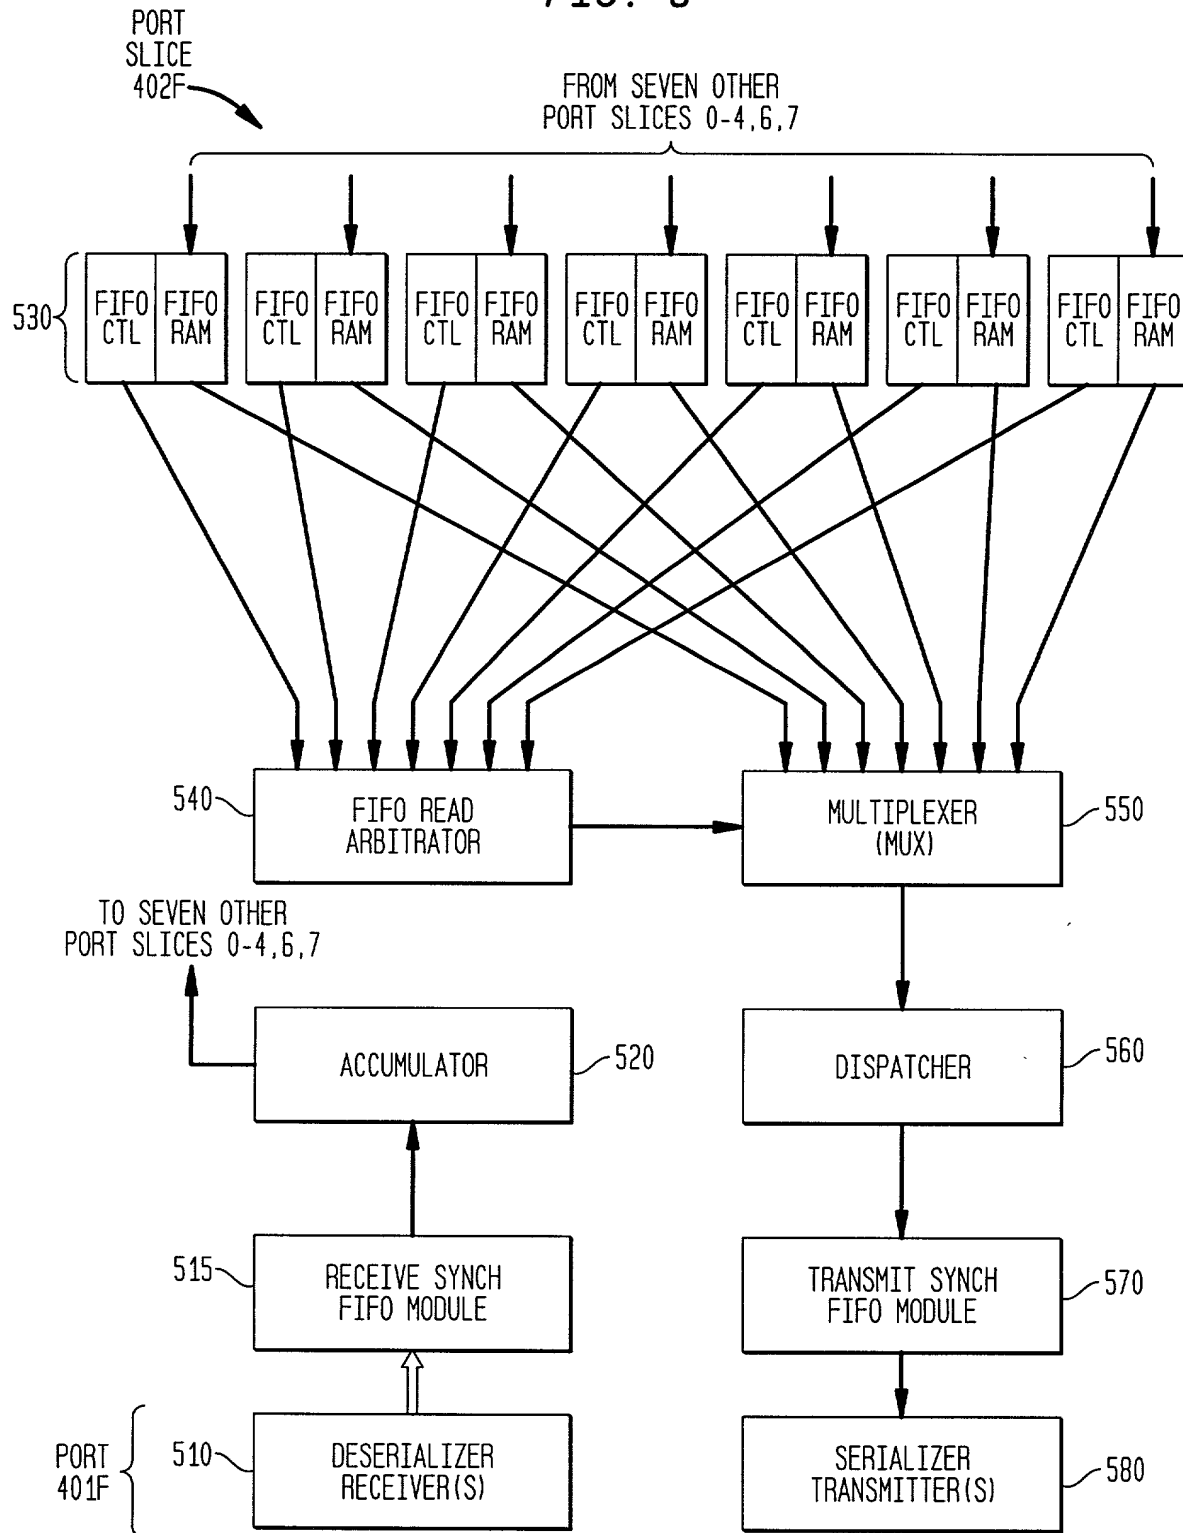 PORT
SLICE
402F
FROM SEVEN OTHER
PORT SLICES 0-4,6,7
530
FIFO CTL FIFO RAM FIFO CTL FIFO RAM FIFO CTL FIFO RAM FIFO CTL FIFO RAM FIFO CTL FIFO RAM FIFO CTL FIFO RAM FIFO CTL FIFO RAM
540
FIFO READ
ARBITRATOR
MULTIPLEXER
(MUX)
550
TO SEVEN OTHER
PORT SLICES 0-4,6,7
ACCUMULATOR
520
DISPATCHER
560
515
RECEIVE SYNCH
FIFO MODULE
TRANSMIT SYNCH
FIFO MODULE
570
PORT
401F
510
DESERIALIZER
RECEIVER(S)
SERIALIZER
TRANSMITTER(S)
580